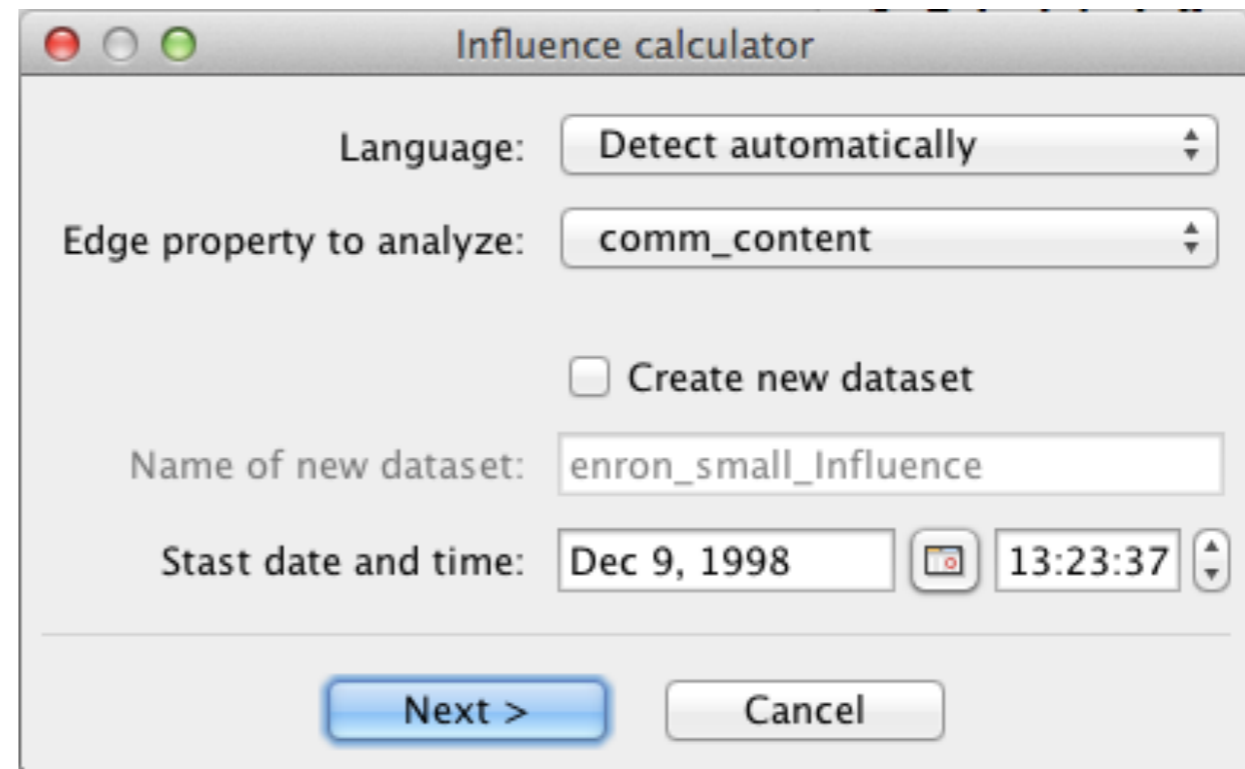 Influence calculator
Language: Detect automatically
Edge property to analyze: comm_content
Create new dataset
Name of new dataset: enron_small_Influence
Stast date and time: Dec 9, 1998 13:23:37
Next > Cancel